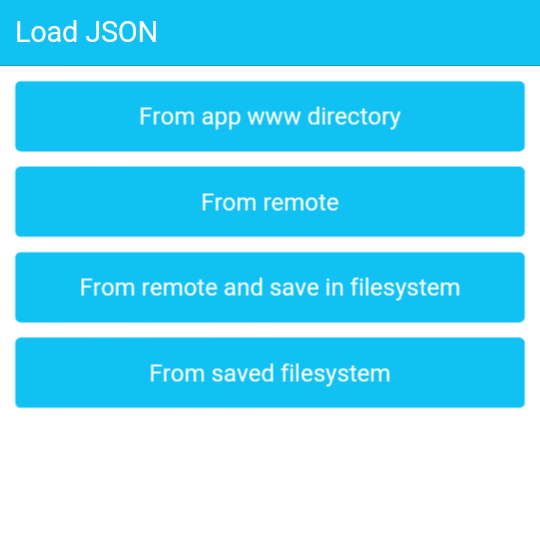 Load JSON
From app www directory
From remote
From remote and save in filesystem
From saved filesystem